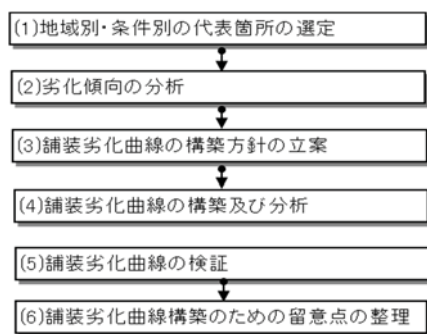 (1)地域別・条件別の代表箇所の選定
(2)劣化傾向の分析
(3)舗装劣化曲線の構築方針の立案
(4)舗装劣化曲線の構築及び分析
(5)舗装劣化曲線の検証
(6)舗装劣化曲線構築のための留意点の整理